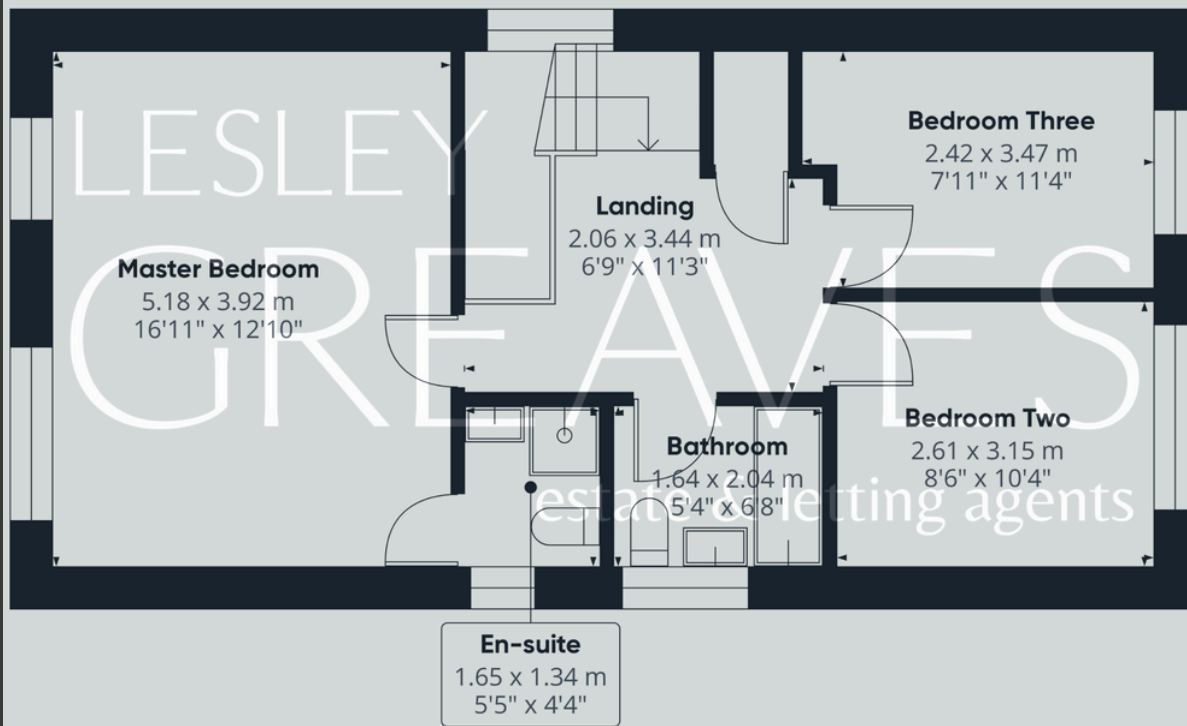 LESLEY
GREAVES
estate & letting agents
Master Bedroom
5.18 x 3.92 m
16'11" x 12'10"
Landing
2.06 x 3.44 m
6'9" x 11'3"
Bedroom Three
2.42 x 3.47 m
7'11" x 11'4"
Bedroom Two
2.61 x 3.15 m
8'6" x 10'4"
Bathroom
1.64 x 2.04 m
5'4" x 6'8"
En-suite
1.65 x 1.34 m
5'5" x 4'4"